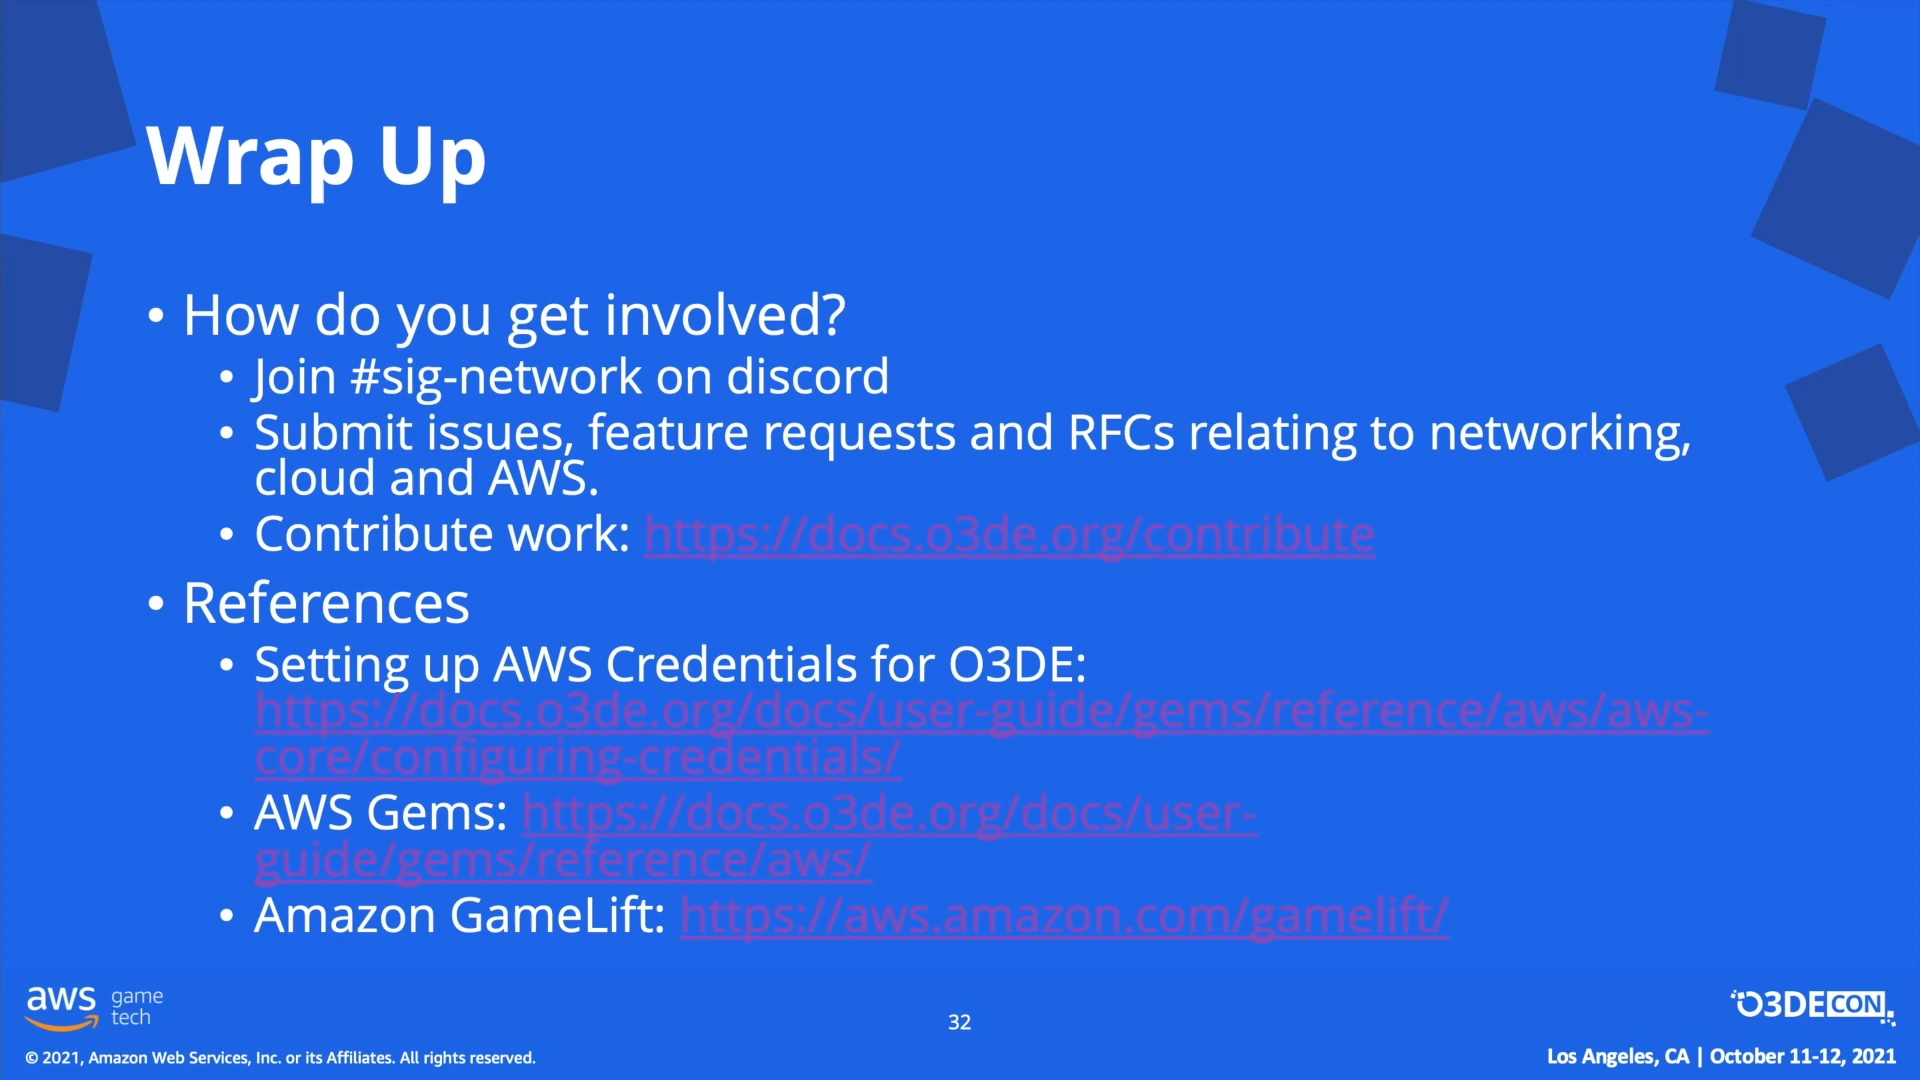 Wrap Up
• How do you get involved?
• Join #sig-network on discord
• Submit issues, feature requests and RFCs relating to networking,
cloud and AWS.
• Contribute work: https://docs.o3de.org/contribute
• References
• Setting up AWS Credentials for O3DE:
https://docs.o3de.org/docs/user-guide/gems/reference/aws/aws-
core/configuring-credentials/
• AWS Gems: https://docs.o3de.org/docs/user-
guide/gems/reference/aws/
• Amazon GameLift: https://aws.amazon.com/gamelift/
aws game
tech
32
O3DECON
© 2021, Amazon Web Services, Inc. or its Affiliates. All rights reserved.
Los Angeles, CA | October 11-12, 2021